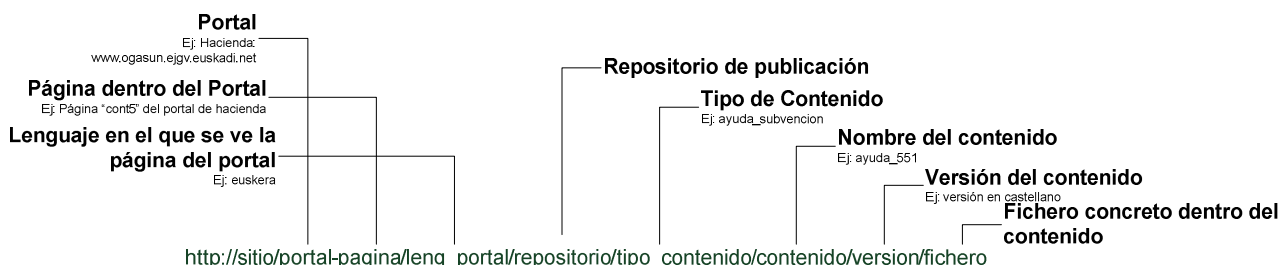 Portal
Ej: Hacienda:
www.ogasun.ejgv.euskadi.net
Página dentro del Portal
Ej: Página “cont5” del portal de hacienda
Lenguaje en el que se ve la
página del portal
Ej: euskera
Repositorio de publicación
Tipo de Contenido
Ej: ayuda_subvencion
Nombre del contenido
Ej: ayuda_551
Versión del contenido
Ej: versión en castellano
Fichero concreto dentro del
contenido
http://sitio/portal-pagina/leng_portal/repositorio/tipo_contenido/contenido/version/fichero